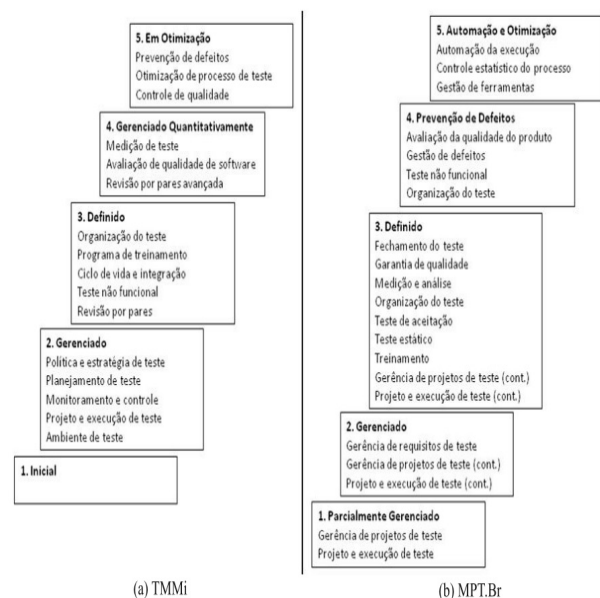 5. Em Otimização
Prevenção de defeitos
Otimização de processo de teste
Controle de qualidade
4. Gerenciado Quantitativamente
Medição de teste
Avaliação de qualidade de software
Revisão por pares avançada
3. Definido
Organização do teste
Programa de treinamento
Ciclo de vida e integração
Teste não funcional
Revisão por pares
2. Gerenciado
Política e estratégia de teste
Planejamento de teste
Monitoramento e controle
Projeto e execução de teste
Ambiente de teste
1. Inicial
(a) TMMi
5. Automação e Otimização
Automação da execução
Controle estatistico do processo
Gestão de ferramentas
4. Prevenção de Defeitos
Avaliação da qualidade do produto
Gestão de defeitos
Teste não funcional
Organização do teste
3. Definido
Fechamento do teste
Garantia de qualidade
Medição e análise
Organização do teste
Teste de aceitação
Teste estático
Treinamento
Gerência de projetos de teste (cont.)
Projeto e execução de teste (cont.)
2. Gerenciado
Gerência de requisitos de teste
Gerência de projetos de teste (cont.)
Projeto e execução de teste (cont.)
1. Parcialmente Gerenciado
Gerência de projetos de teste
Projeto e execução de teste
(b) MPT.Br